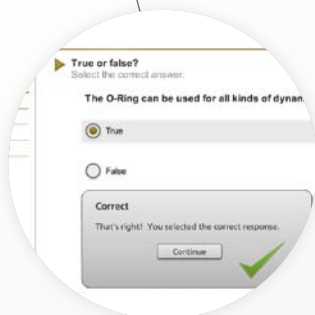 True or false?
Select the correct answer.
The O-Ring can be used for all kinds of dynan
True
False
Correct
That's right! You selected the correct response.
Continue